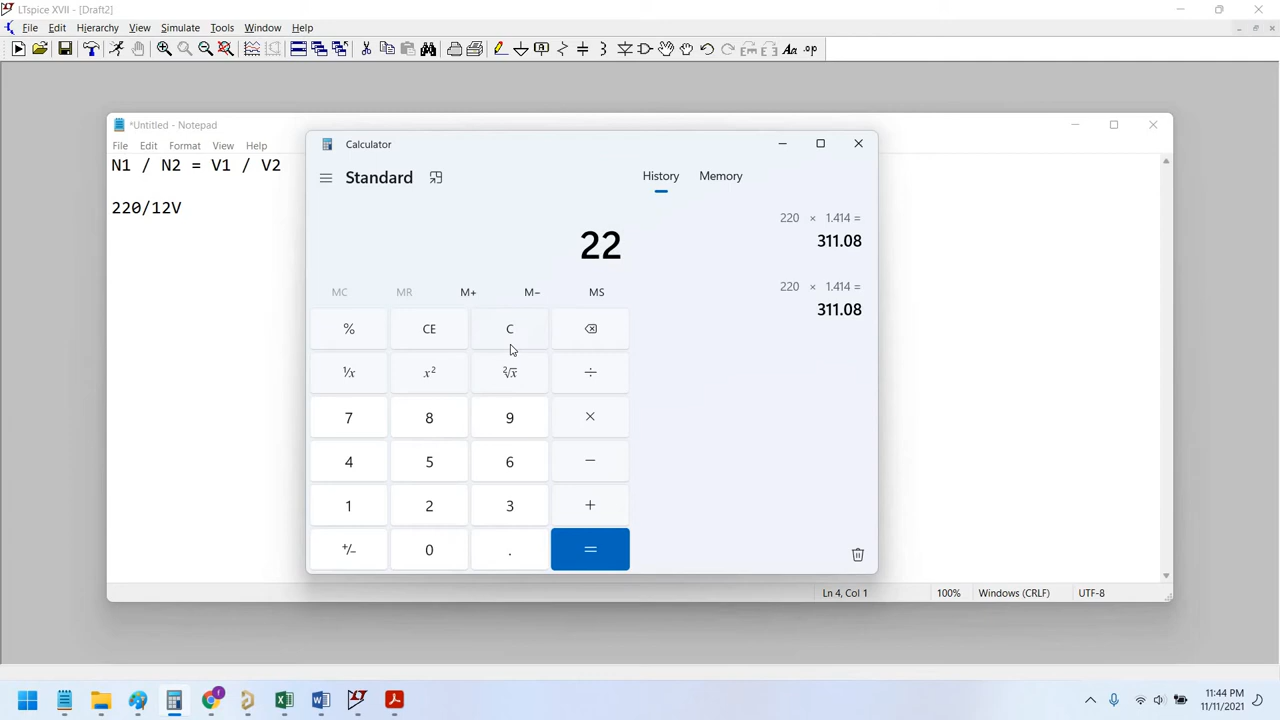 LTspice XVII - [Draft2]
File Edit Hierarchy View Simulate Tools Window Help
*Untitled - Notepad
File Edit Format View Help
N1 / N2 = V1 / V2
220/12V
Calculator
Standard
History Memory
220 × 1.414 =
311.08
22
220 × 1.414 =
311.08
MC MR M+ M− MS
% CE C
⅟x x² ²√x ÷
7 8 9 ×
4 5 6 −
1 2 3 +
+/− 0 . =
Ln 4, Col 1 100% Windows (CRLF) UTF-8
11:44 PM
11/11/2021